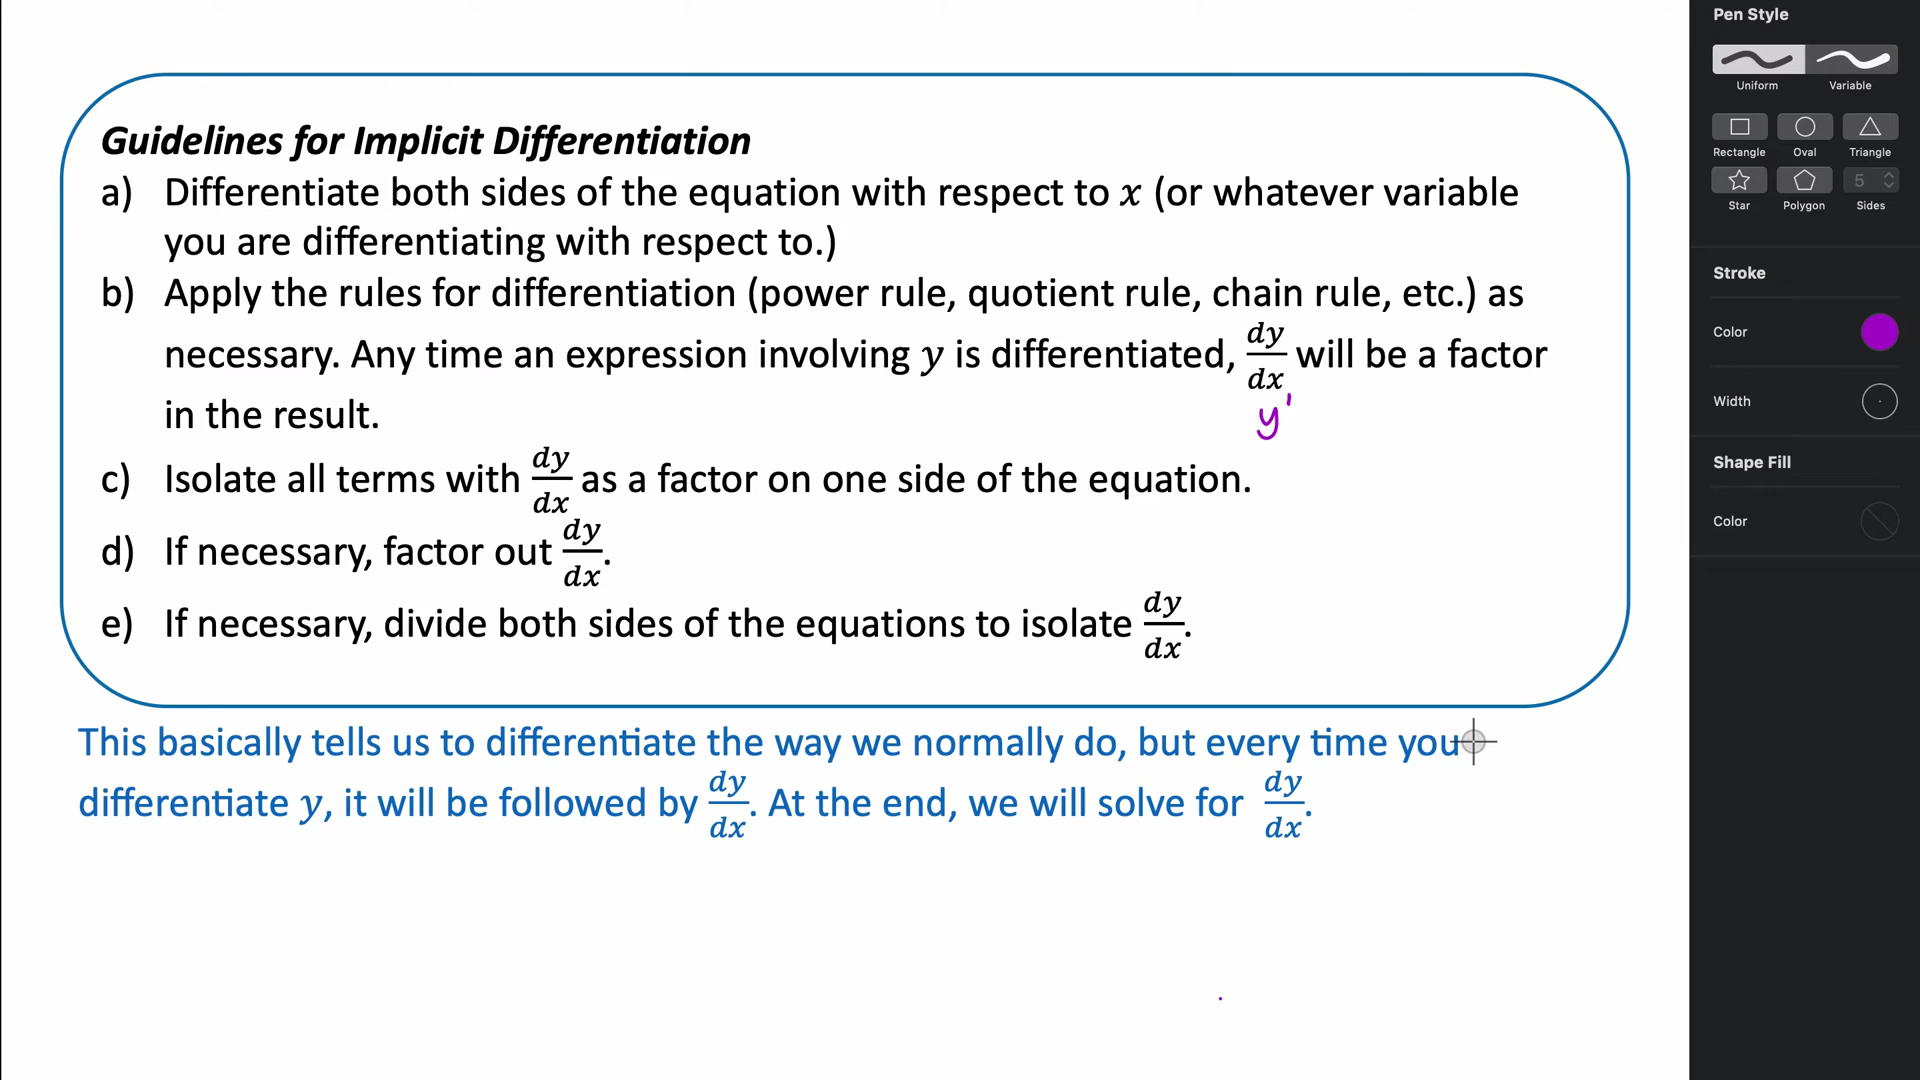 Pen Style
Uniform Variable
Rectangle Oval Triangle
5
Star Polygon Sides
Stroke
Color
Width
Shape Fill
Color
Guidelines for Implicit Differentiation
a) Differentiate both sides of the equation with respect to x (or whatever variable
you are differentiating with respect to.)
b) Apply the rules for differentiation (power rule, quotient rule, chain rule, etc.) as
necessary. Any time an expression involving y is differentiated, dy/dx will be a factor
in the result.
y'
c) Isolate all terms with dy/dx as a factor on one side of the equation.
d) If necessary, factor out dy/dx.
e) If necessary, divide both sides of the equations to isolate dy/dx.
This basically tells us to differentiate the way we normally do, but every time you
differentiate y, it will be followed by dy/dx. At the end, we will solve for dy/dx.